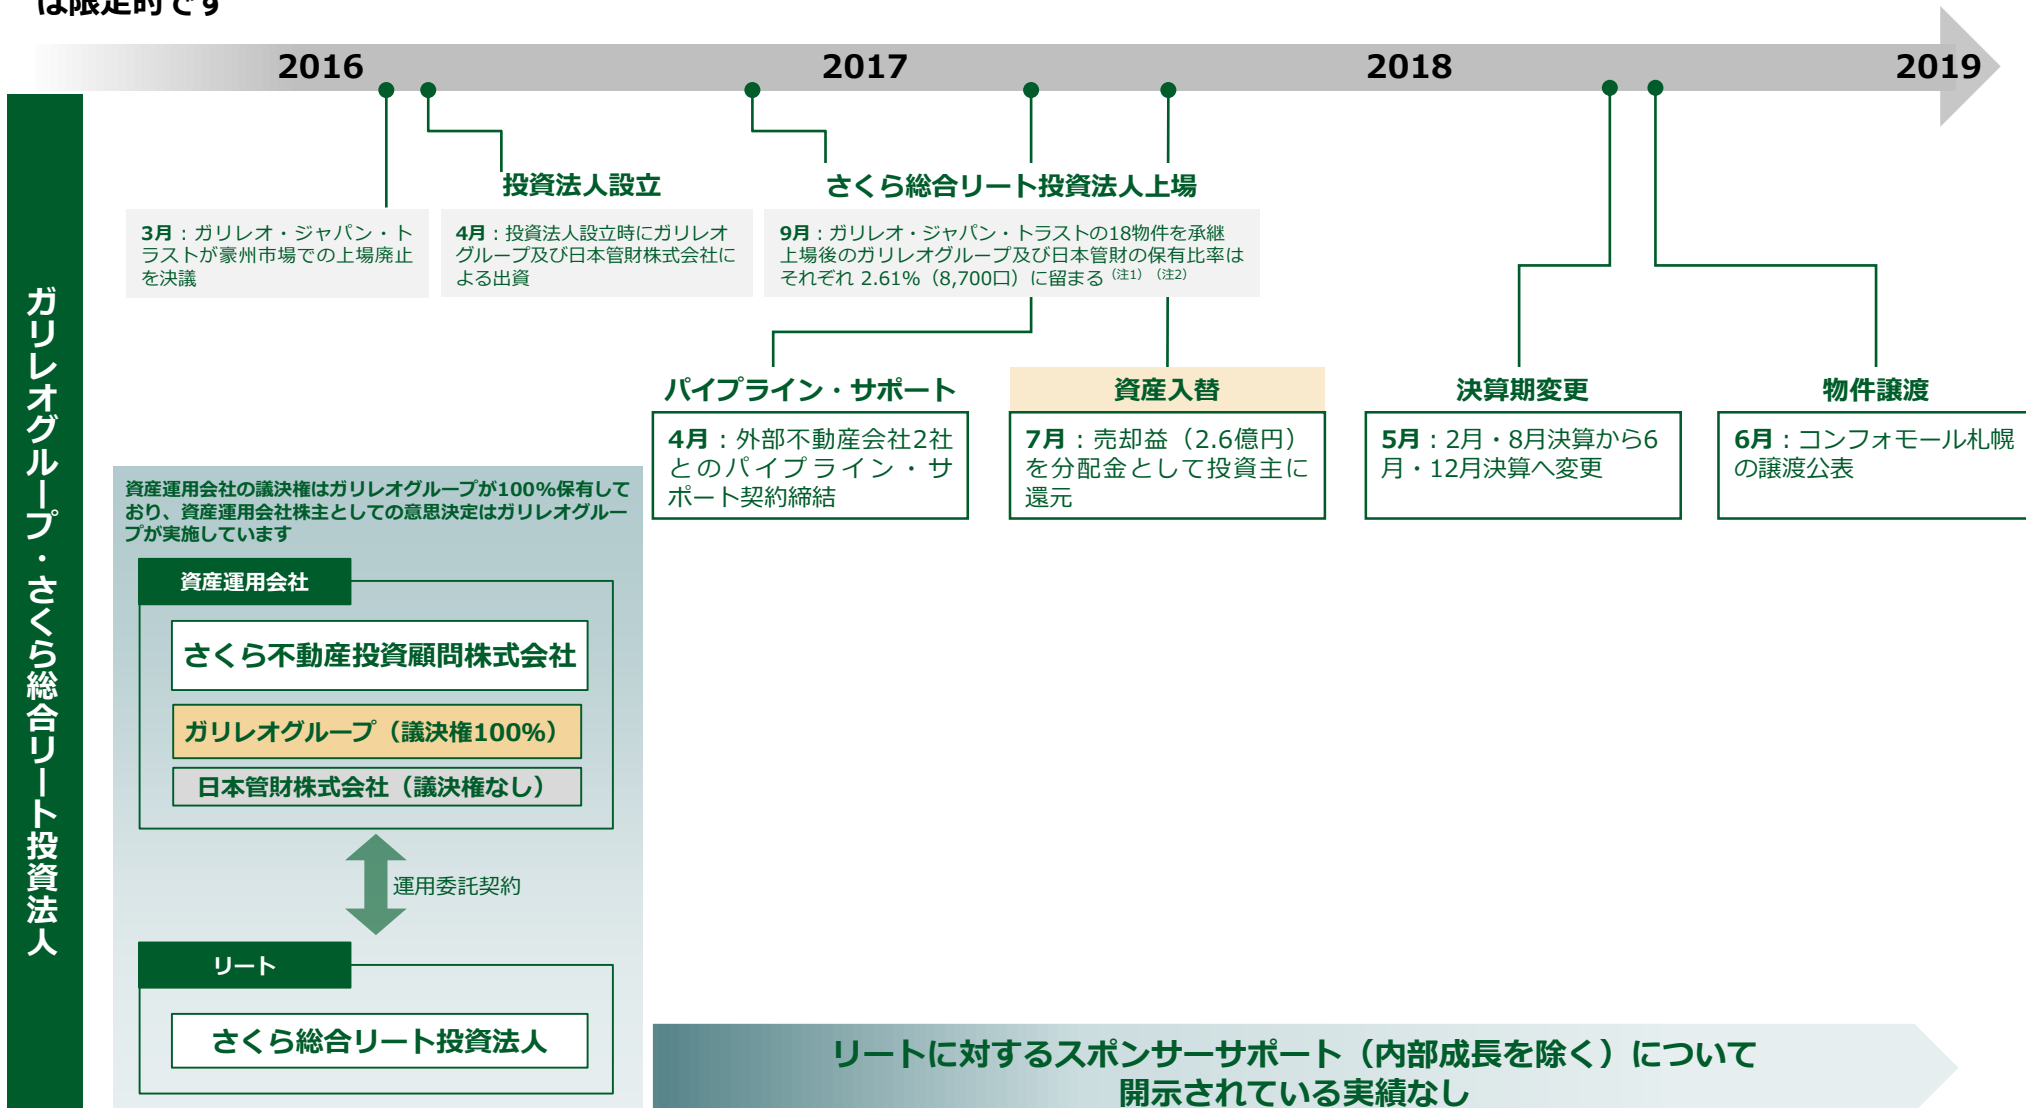 は限定的です
2016
2017
2018
2019
投資法人設立
さくら総合リート投資法人上場
3月：ガリレオ・ジャパン・ト
ラストが豪州市場での上場廃止
を決議
4月：投資法人設立時にガリレオ
グループ及び日本管財株式会社に
よる出資
9月：ガリレオ・ジャパン・トラストの18物件を承継
上場後のガリレオグループ及び日本管財の保有比率は
それぞれ 2.61%（8,700口）に留まる（注1）（注2）
ガリレオグループ・さくら総合リート投資法人
パイプライン・サポート
資産入替
決算期変更
物件譲渡
4月：外部不動産会社2社
とのパイプライン・サ
ポート契約締結
7月：売却益（2.6億円）
を分配金として投資主に
還元
5月：2月・8月決算から6
月・12月決算へ変更
6月：コンフォモール札幌
の譲渡公表
資産運用会社の議決権はガリレオグループが100%保有して
おり、資産運用会社株主としての意思決定はガリレオグルー
プが実施しています
資産運用会社
さくら不動産投資顧問株式会社
ガリレオグループ（議決権100%）
日本管財株式会社（議決権なし）
運用委託契約
リート
さくら総合リート投資法人
リートに対するスポンサーサポート（内部成長を除く）について
開示されている実績なし